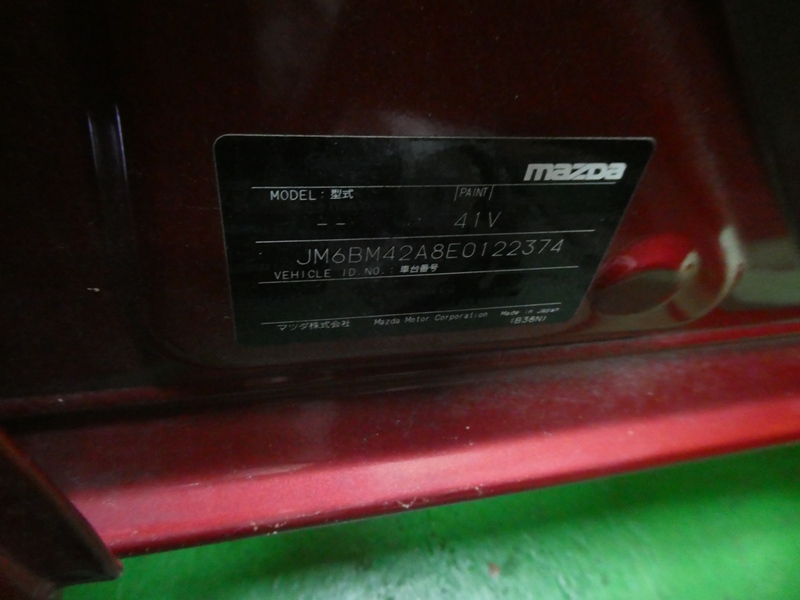 mazda
MODEL : 型式 PAINT
-- 41V
JM6BM42A8E0122374
VEHICLE ID.NO. : 車台番号
マツダ株式会社 Mazda Motor Corporation Made in Japan
(B38N)